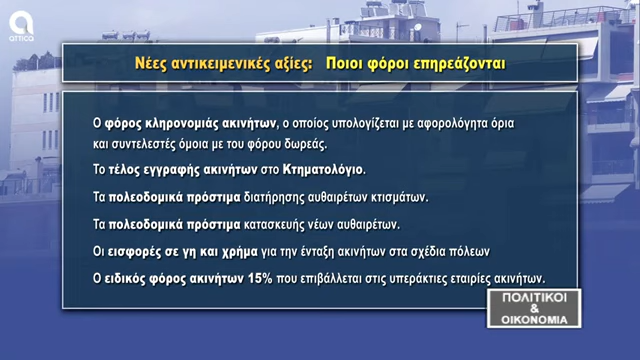 αττica
Νέες αντικειμενικές αξίες: Ποιοι φόροι επηρεάζονται
Ο φόρος κληρονομιάς ακινήτων, ο οποίος υπολογίζεται με αφορολόγητα όρια
και συντελεστές όμοια με του φόρου δωρεάς.
Το τέλος εγγραφής ακινήτων στο Κτηματολόγιο.
Τα πολεοδομικά πρόστιμα διατήρησης αυθαιρέτων κτισμάτων.
Τα πολεοδομικά πρόστιμα κατασκευής νέων αυθαιρέτων.
Οι εισφορές σε γη και χρήμα για την ένταξη ακινήτων στα σχέδια πόλεων
Ο ειδικός φόρος ακινήτων 15% που επιβάλλεται στις υπεράκτιες εταιρίες ακινήτων.
ΠΟΛΙΤΙΚΟΙ
&
ΟΙΚΟΝΟΜΙΑ